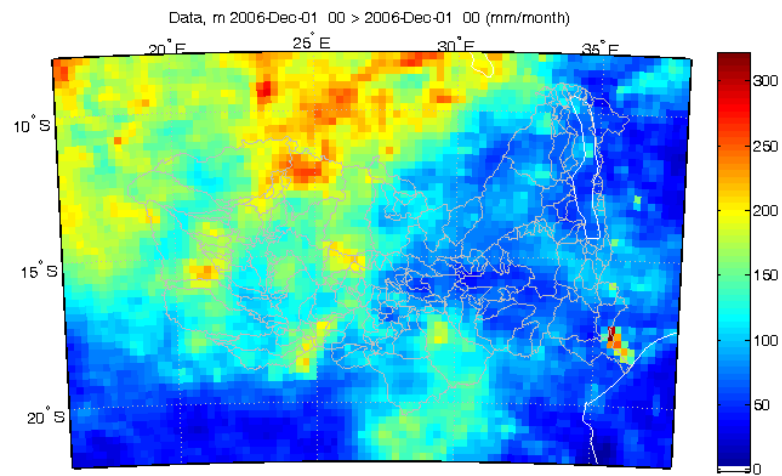 Data, m 2006-Dec-01 00 > 2006-Dec-01 00 (mm/month)
20° E 25° E 30° E 35° E
10° S
15° S
20° S
300
250
200
150
100
50
0